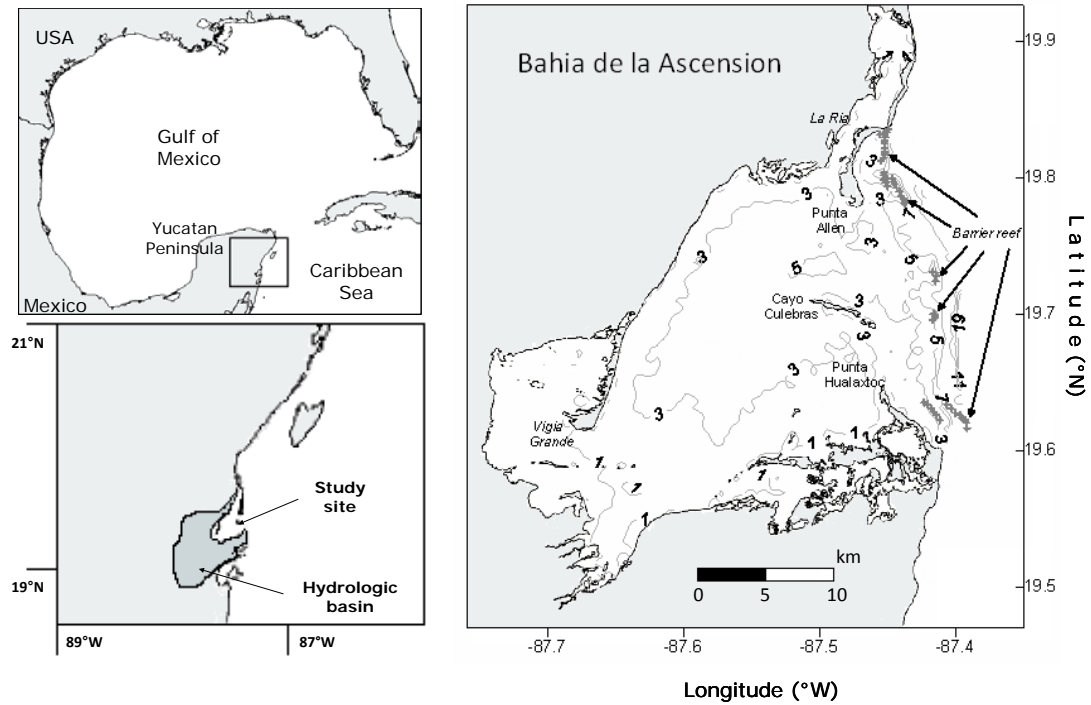 USA
Gulf of
Mexico
Yucatan
Peninsula
Caribbean
Sea
Mexico
21°N
19°N
89°W
87°W
Study
site
Hydrologic
basin
Bahia de la Ascension
La Ria
3
3
3
3
7
3
5
5
Punta
Allen
Barrier reef
Cayo
Culebras
3
3
19
5
3
Punta
Hualaxtoc
11
7
3
3
Vigia
Grande
1
1
1
1
1
1
km
0
5
10
19.9
19.8
19.7
19.6
19.5
-87.7
-87.6
-87.5
-87.4
Latitude (°N)
Longitude (°W)